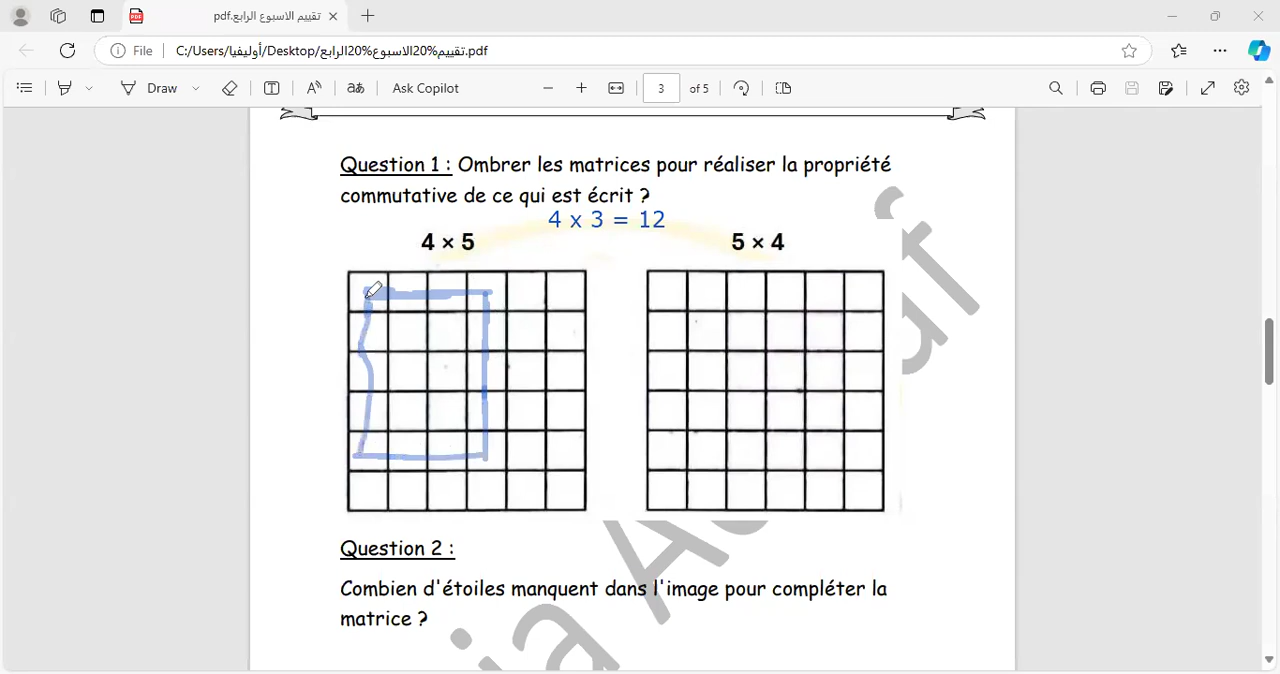 تقييم الاسبوع الرابع.pdf
File
C:/Users/أوليفيا/Desktop/تقييم%20الاسبوع%20الرابع.pdf
Draw
aあ
Ask Copilot
3 of 5
Question 1 : Ombrer les matrices pour réaliser la propriété
commutative de ce qui est écrit ?
4 x 3 = 12
4 × 5
5 × 4
Question 2 :
Combien d'étoiles manquent dans l'image pour compléter la
matrice ?